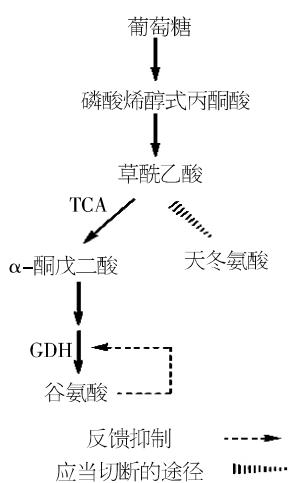 葡萄糖
磷酸烯醇式丙酮酸
草酰乙酸
TCA
α-酮戊二酸
天冬氨酸
GDH
谷氨酸
反馈抑制
应当切断的途径